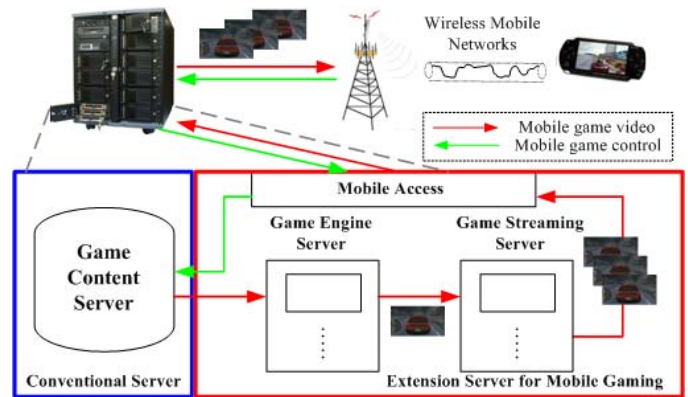 Wireless Mobile
Networks
Mobile game video
Mobile game control
Mobile Access
Game Engine
Server
Game Streaming
Server
Game
Content
Server
Conventional Server
Extension Server for Mobile Gaming